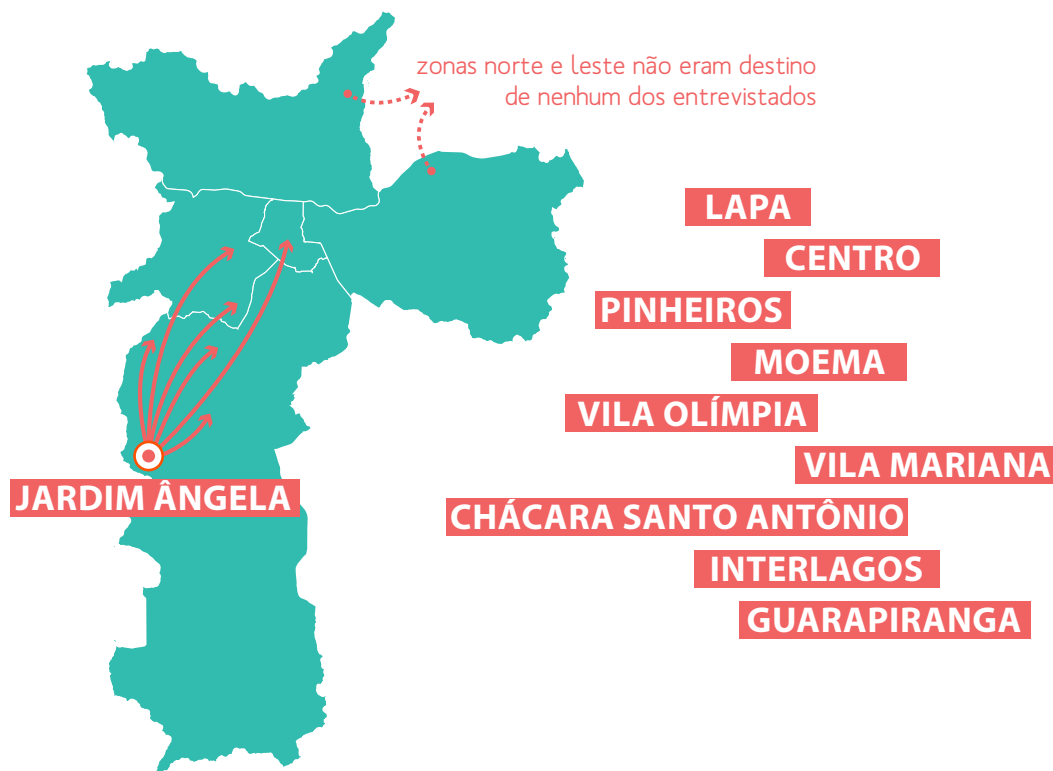 zonas norte e leste não eram destino
de nenhum dos entrevistados
LAPA
CENTRO
PINHEIROS
MOEMA
VILA OLÍMPIA
VILA MARIANA
JARDIM ÂNGELA
CHÁCARA SANTO ANTÔNIO
INTERLAGOS
GUARAPIRANGA